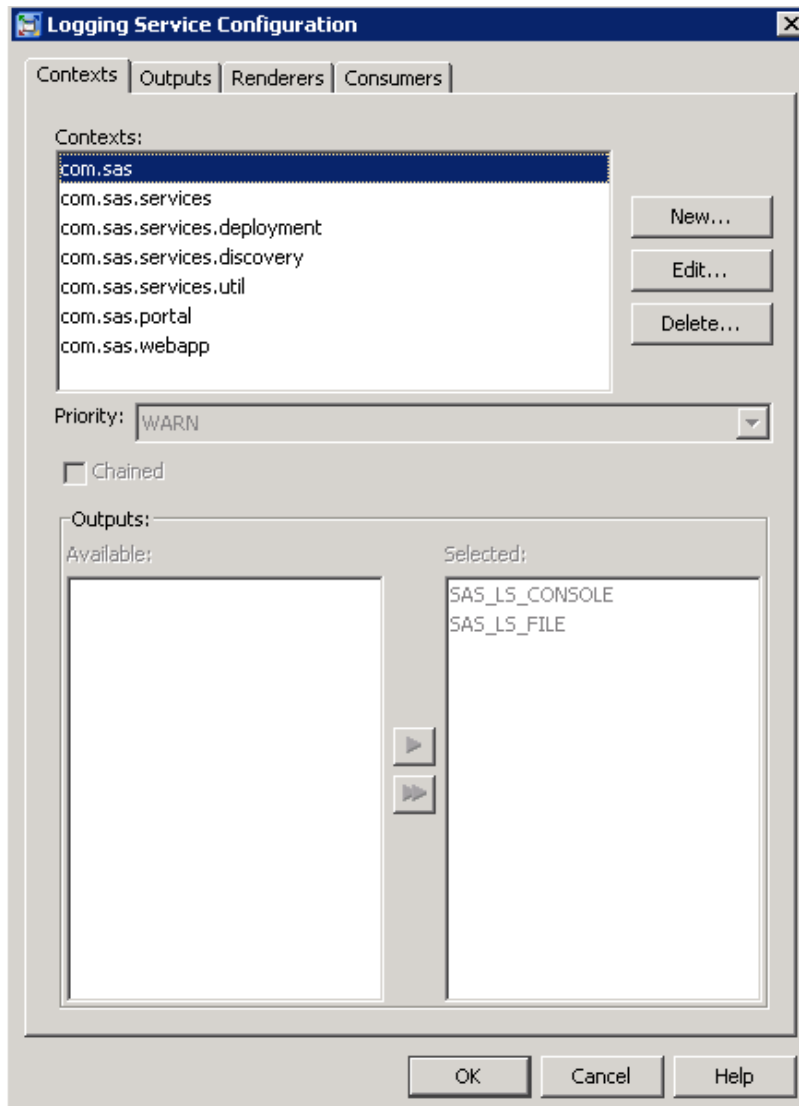 Logging Service Configuration
Contexts Outputs Renderers Consumers
Contexts:
com.sas
com.sas.services
com.sas.services.deployment
com.sas.services.discovery
com.sas.services.util
com.sas.portal
com.sas.webapp
New...
Edit...
Delete...
Priority: WARN
Chained
Outputs:
Available: Selected:
SAS_LS_CONSOLE
SAS_LS_FILE
OK Cancel Help